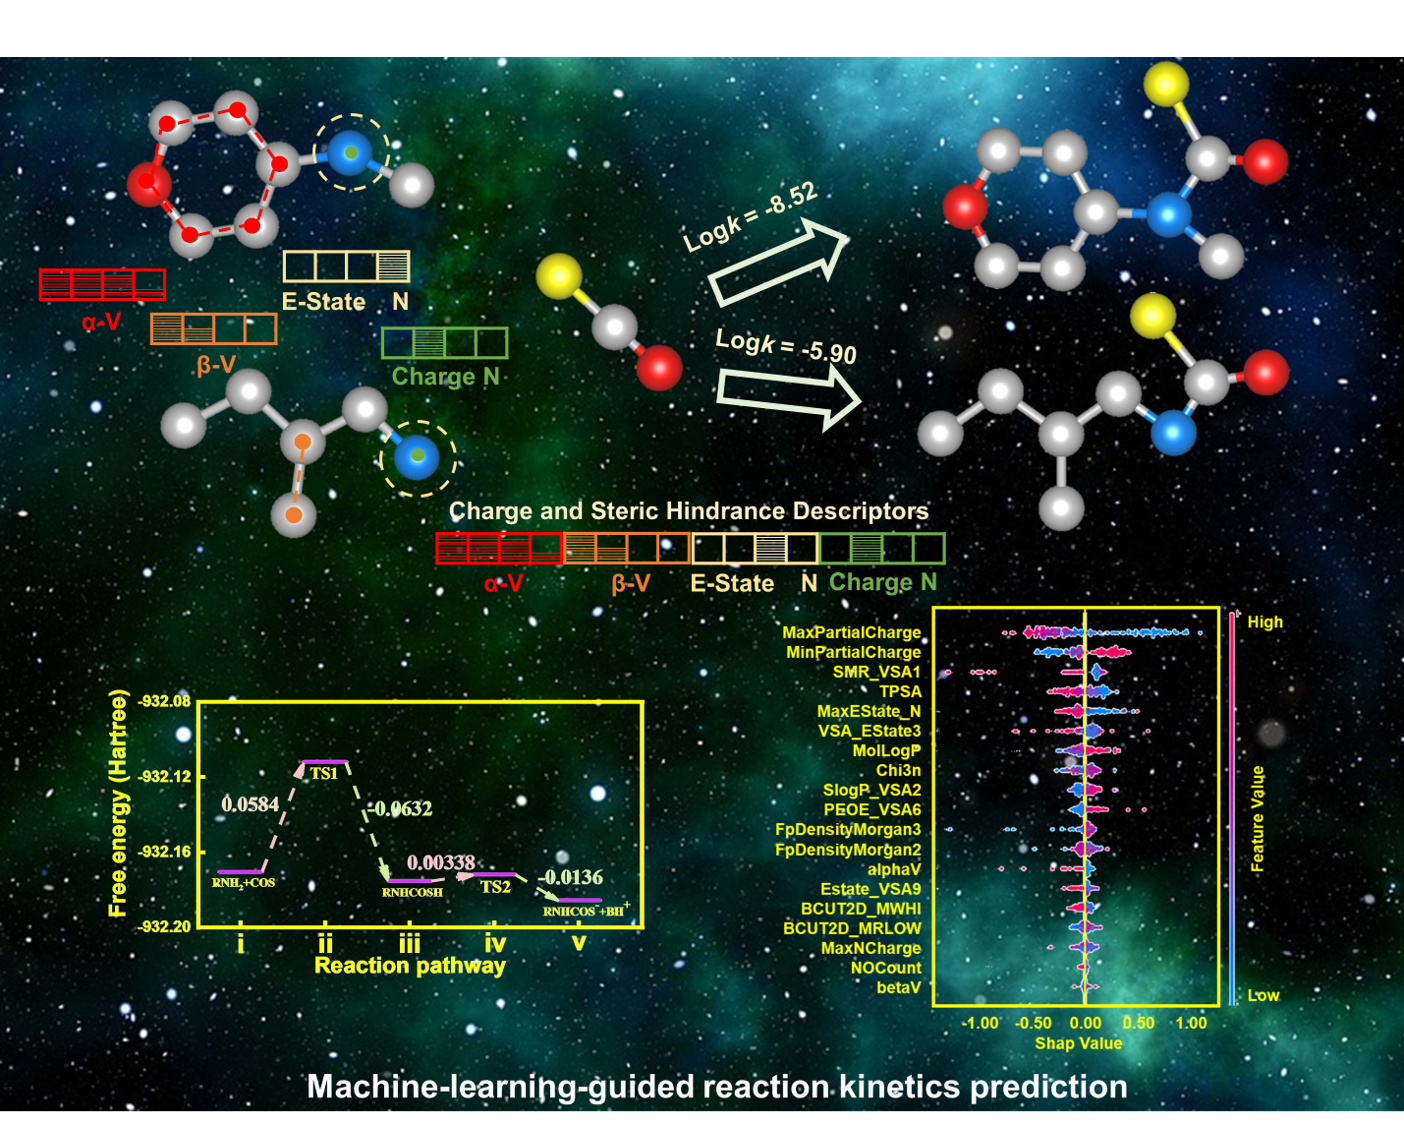 Logk = -8.52
E-State N
α-V
β-V
Logk = -5.90
Charge N
Charge and Steric Hindrance Descriptors
α-V β-V E-State N Charge N
MaxPartialCharge
MinPartialCharge
SMR_VSA1
TPSA
MaxEState_N
VSA_EState3
MolLogP
Chi3n
SlogP_VSA2
PEOE_VSA6
FpDensityMorgan3
FpDensityMorgan2
alphaV
Estate_VSA9
BCUT2D_MWHI
BCUT2D_MRLOW
MaxNCharge
NOCount
betaV
-1.00 -0.50 0.00 0.50 1.00
Shap Value
High
Feature Value
Low
Free energy (Hartree)
-932.08
-932.12
-932.16
-932.20
TS1
0.0584
-0.0632
0.00338
-0.0136
RNH₂+COS
RNHCOSH
TS2
RNHCOS⁻+BH⁺
i ii iii iv v
Reaction pathway
Machine-learning-guided reaction kinetics prediction